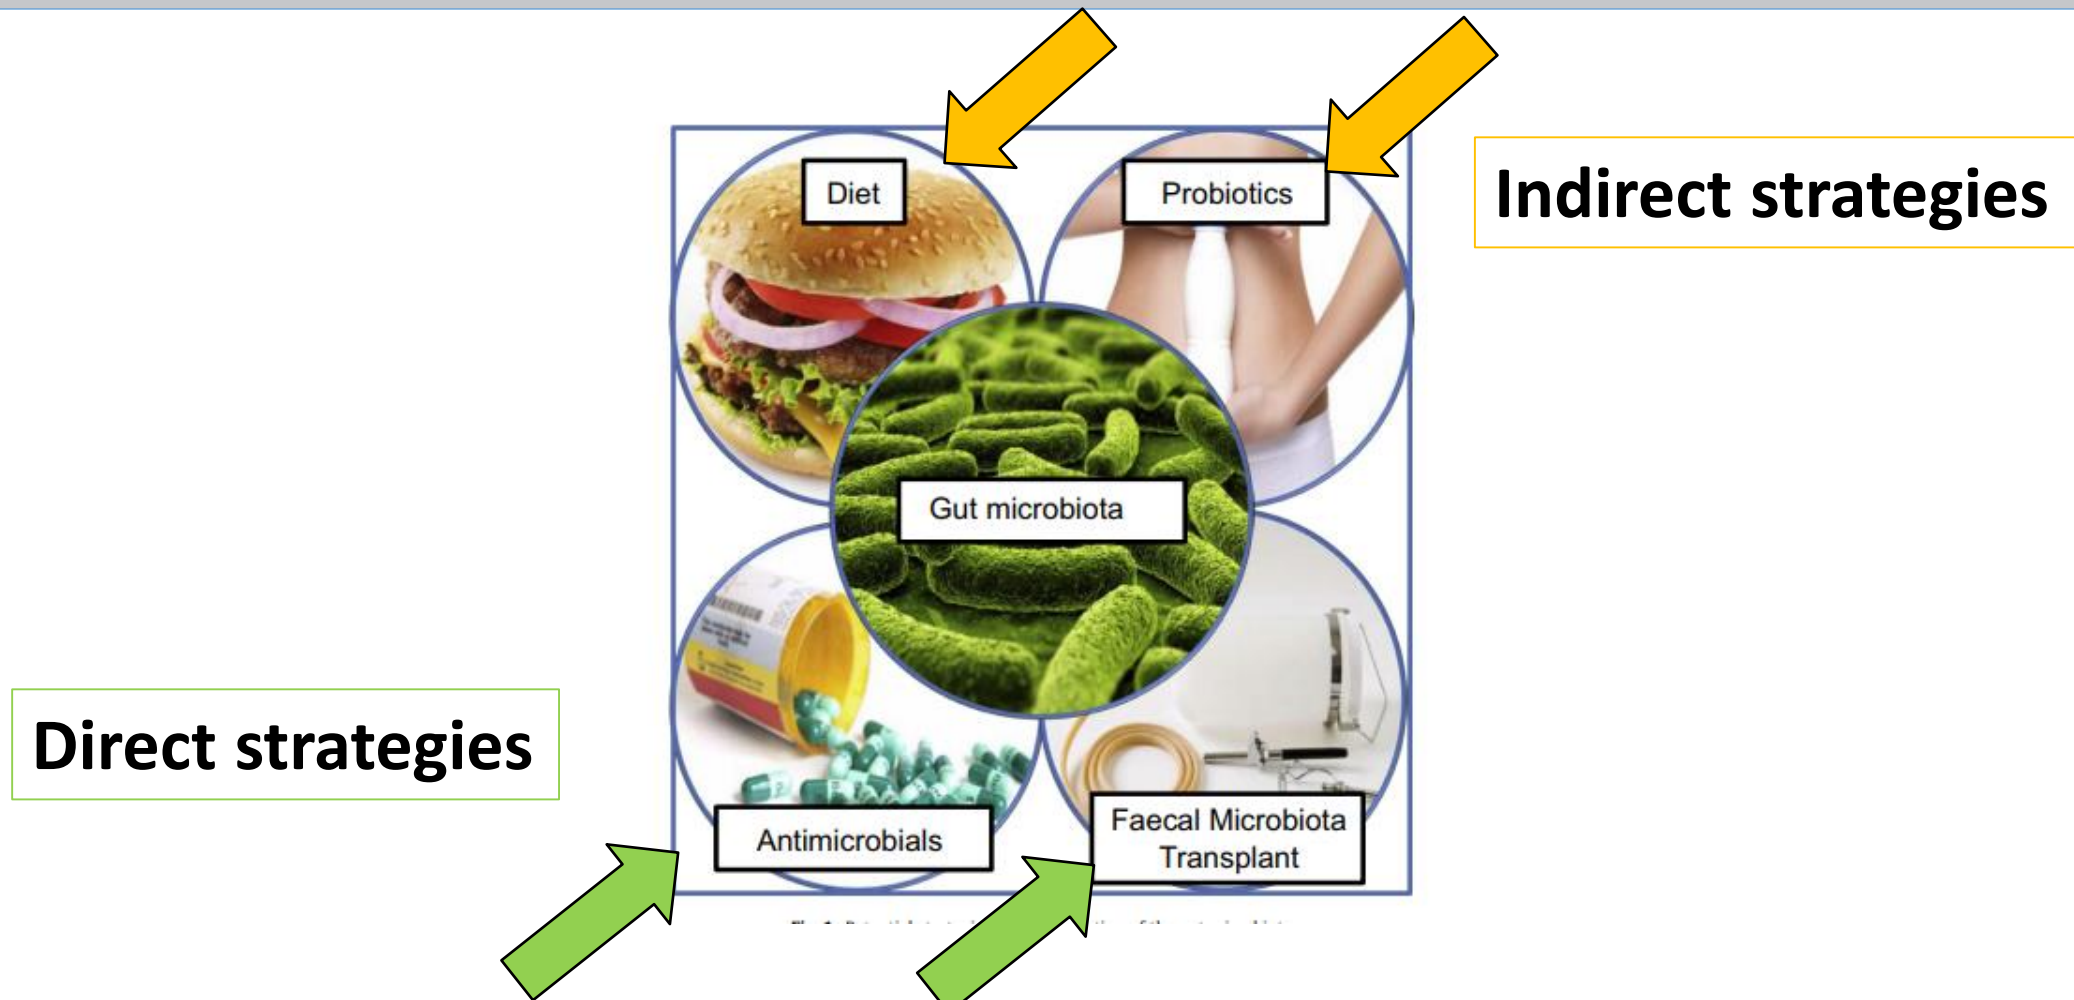 Diet
Probiotics
Indirect strategies
Gut microbiota
Direct strategies
Antimicrobials
Faecal Microbiota
Transplant